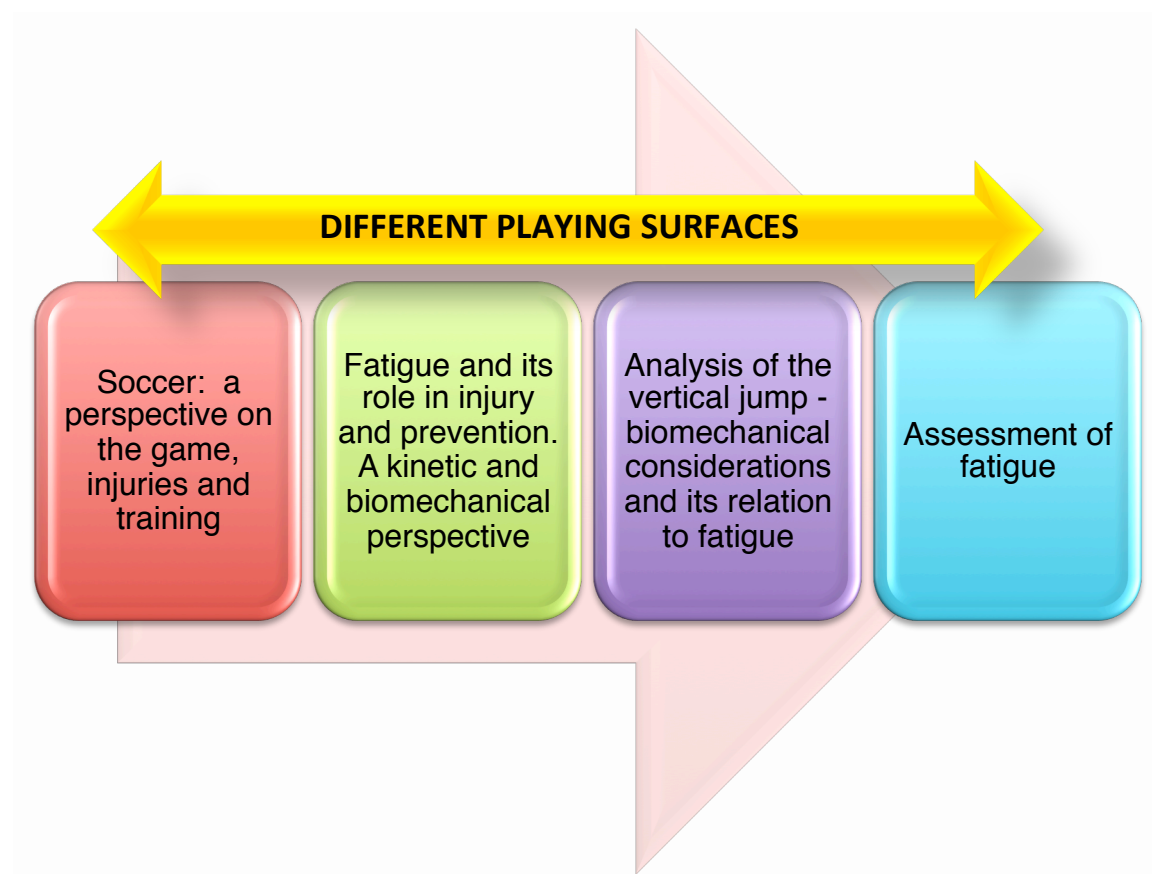 DIFFERENT PLAYING SURFACES
Soccer: a
perspective on
the game,
injuries and
training
Fatigue and its
role in injury
and prevention.
A kinetic and
biomechanical
perspective
Analysis of the
vertical jump -
biomechanical
considerations
and its relation
to fatigue
Assessment of
fatigue